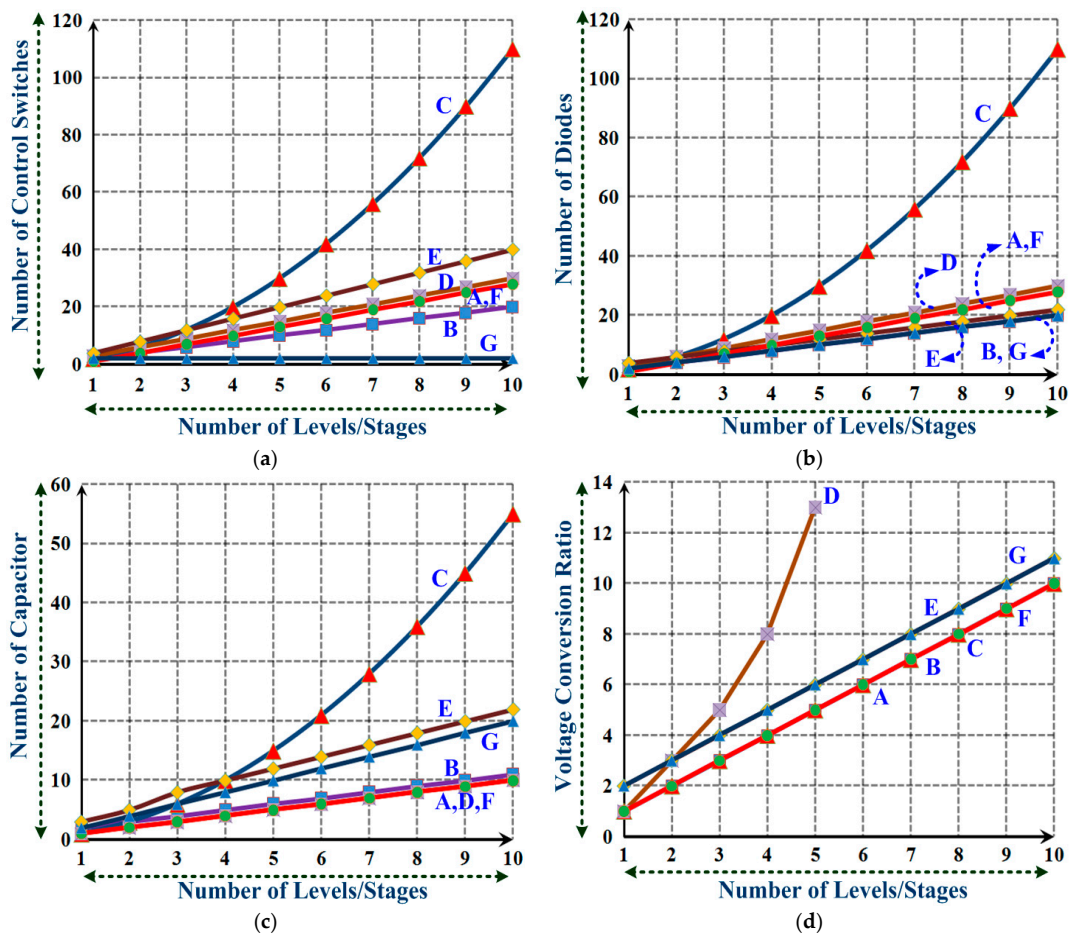 Number of Control Switches
120
100
80
60
40
20
0
C
E
D
A,F
B
G
1 2 3 4 5 6 7 8 9 10
Number of Levels/Stages
(a)
Number of Diodes
120
100
80
60
40
20
0
C
A,F
D
E
B, G
1 2 3 4 5 6 7 8 9 10
Number of Levels/Stages
(b)
Number of Capacitor
60
50
40
30
20
10
0
C
E
G
B
A,D,F
1 2 3 4 5 6 7 8 9 10
Number of Levels/Stages
(c)
Voltage Conversion Ratio
14
12
10
8
6
4
2
0
D
G
E
F
C
B
A
1 2 3 4 5 6 7 8 9 10
Number of Levels/Stages
(d)